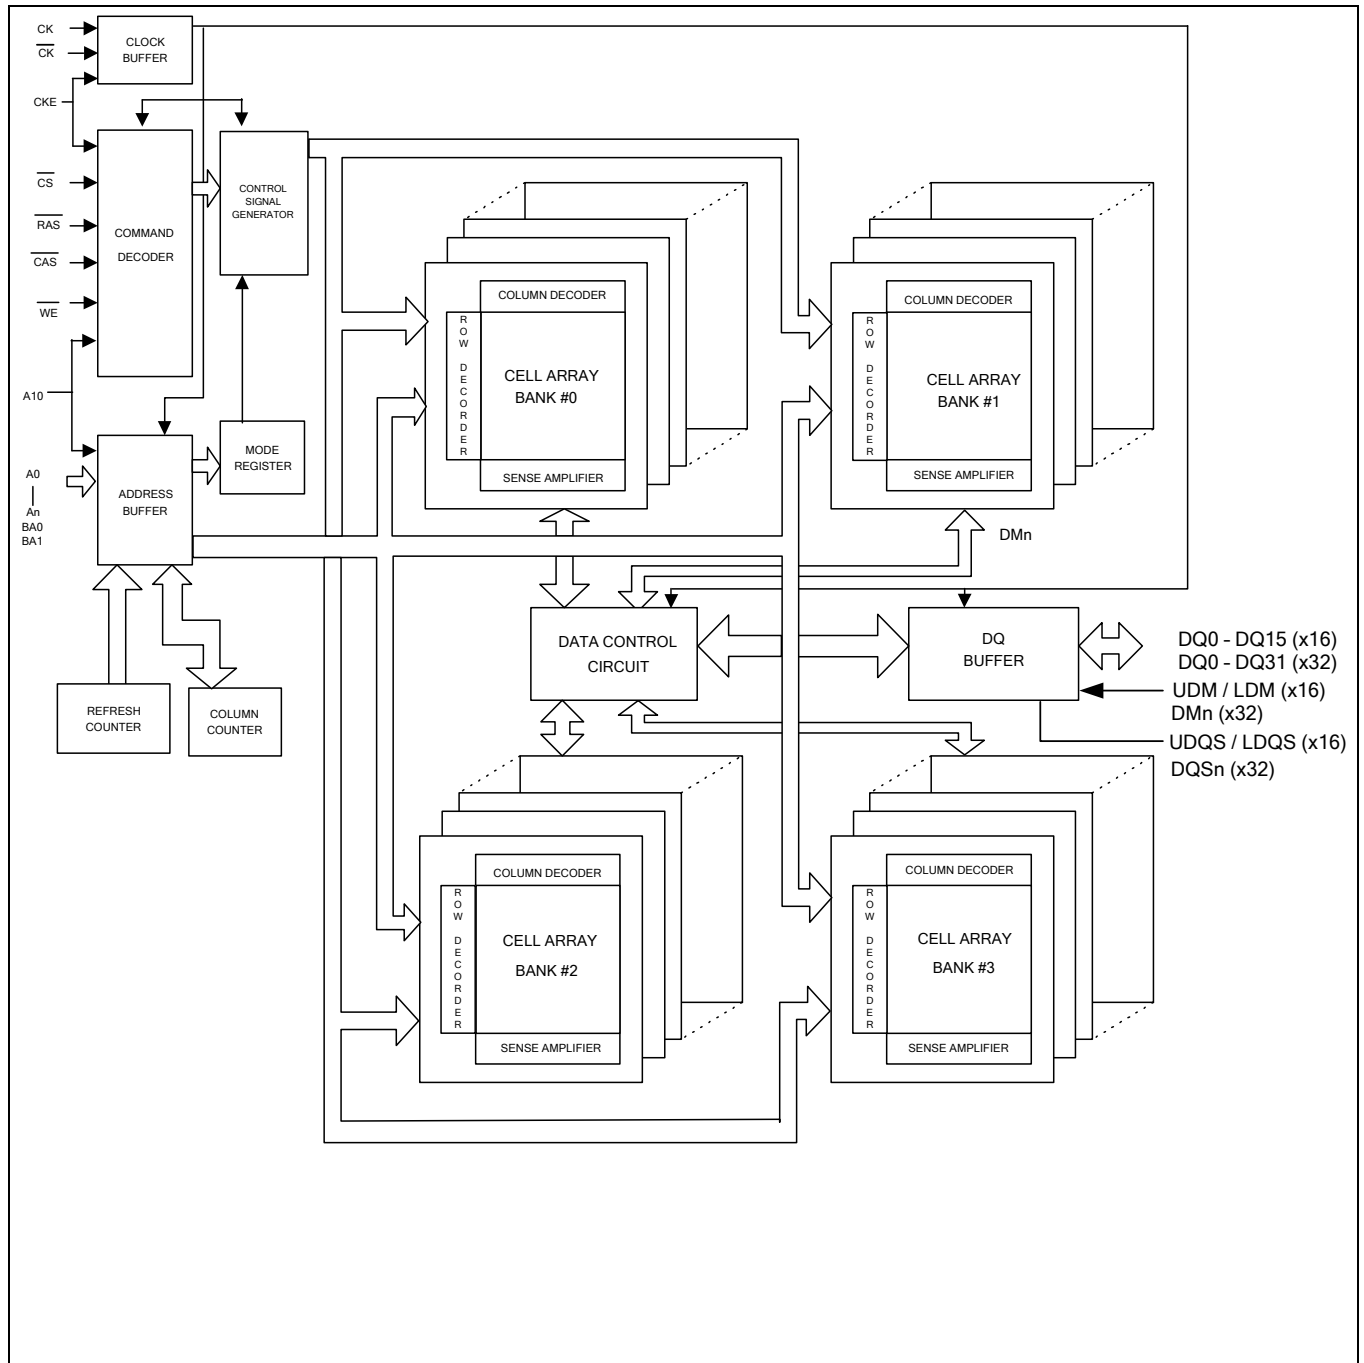 CK
CK
CKE
CS
RAS
CAS
WE
A10
A0
An
BA0
BA1
CLOCK
BUFFER
COMMAND
DECODER
CONTROL
SIGNAL
GENERATOR
MODE
REGISTER
ADDRESS
BUFFER
REFRESH
COUNTER
COLUMN
COUNTER
COLUMN DECODER
ROW DECORDER
CELL ARRAY
BANK #0
SENSE AMPLIFIER
COLUMN DECODER
ROW DECORDER
CELL ARRAY
BANK #1
SENSE AMPLIFIER
DMn
DATA CONTROL
CIRCUIT
DQ
BUFFER
DQ0 - DQ15 (x16)
DQ0 - DQ31 (x32)
UDM / LDM (x16)
DMn (x32)
UDQS / LDQS (x16)
DQSn (x32)
COLUMN DECODER
ROW DECORDER
CELL ARRAY
BANK #2
SENSE AMPLIFIER
COLUMN DECODER
ROW DECORDER
CELL ARRAY
BANK #3
SENSE AMPLIFIER